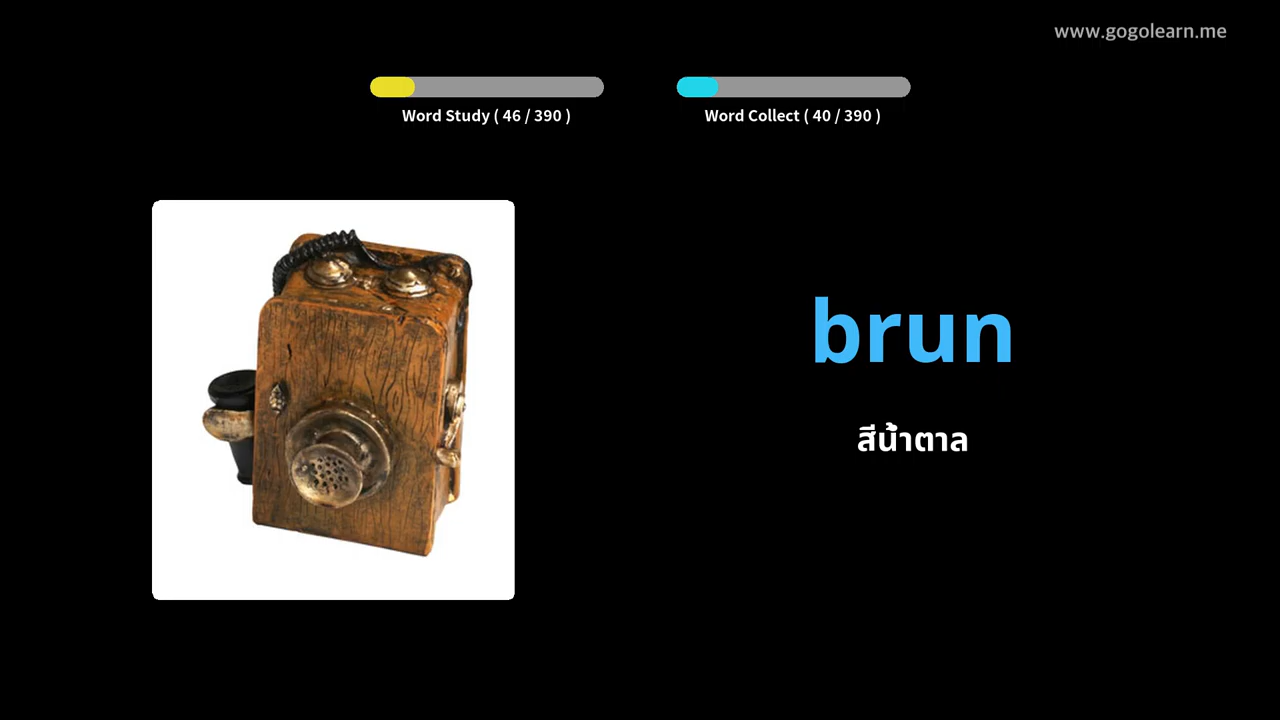 www.gogolearn.me
Word Study ( 46 / 390 )
Word Collect ( 40 / 390 )
brun
สีน้ำตาล